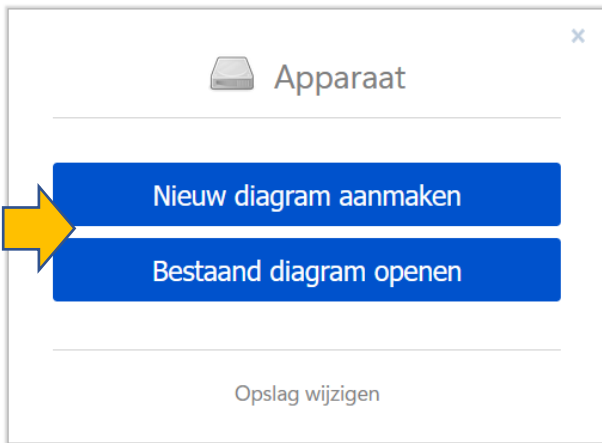 Apparaat
Nieuw diagram aanmaken
Bestaand diagram openen
Opslag wijzigen